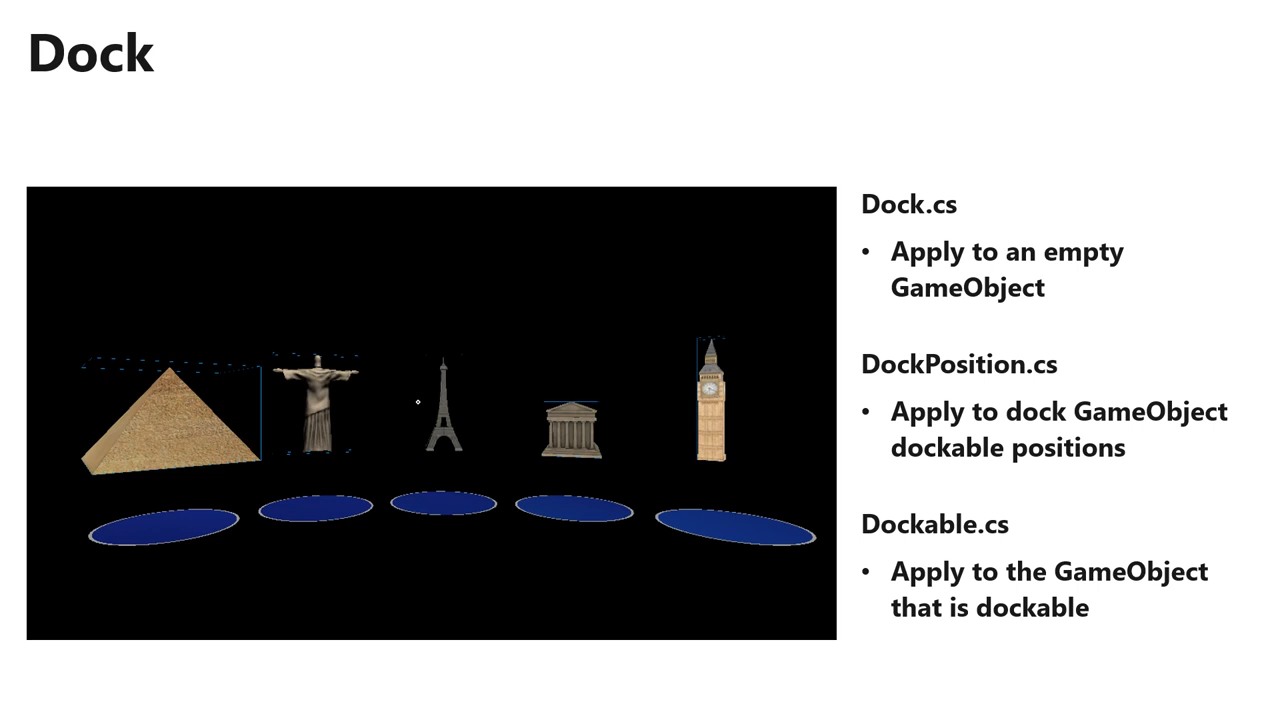 Dock
Dock.cs
• Apply to an empty
GameObject
DockPosition.cs
• Apply to dock GameObject
dockable positions
Dockable.cs
• Apply to the GameObject
that is dockable